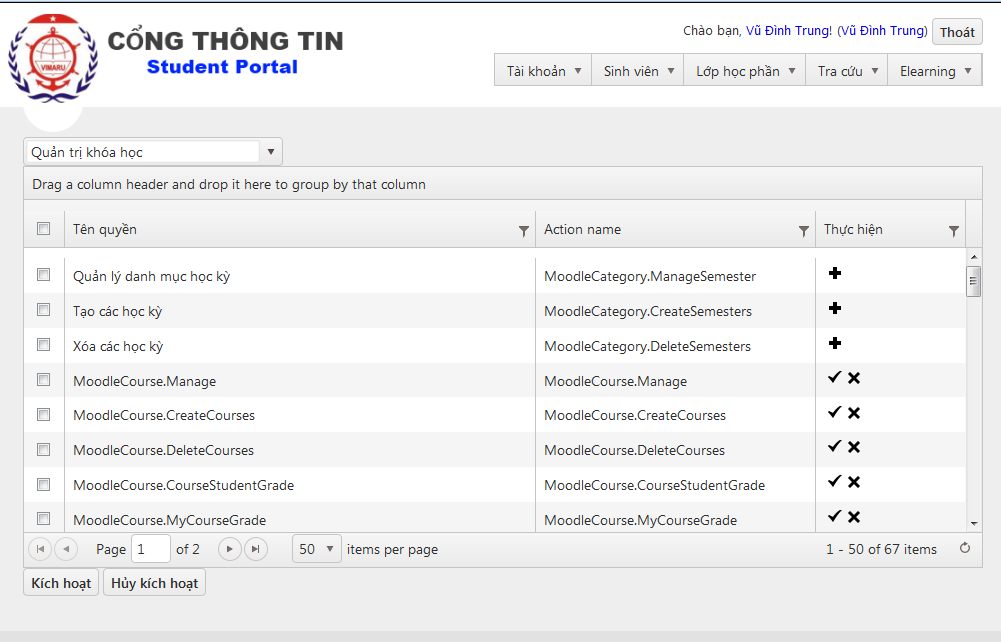 VIMARU
CỔNG THÔNG TIN
Student Portal
Chào bạn, Vũ Đình Trung! (Vũ Đình Trung) Thoát
Tài khoản Sinh viên Lớp học phần Tra cứu Elearning
Quản trị khóa học
Drag a column header and drop it here to group by that column
Tên quyền Action name Thực hiện
Quản lý danh mục học kỳ MoodleCategory.ManageSemester
Tạo các học kỳ MoodleCategory.CreateSemesters
Xóa các học kỳ MoodleCategory.DeleteSemesters
MoodleCourse.Manage MoodleCourse.Manage
MoodleCourse.CreateCourses MoodleCourse.CreateCourses
MoodleCourse.DeleteCourses MoodleCourse.DeleteCourses
MoodleCourse.CourseStudentGrade MoodleCourse.CourseStudentGrade
MoodleCourse.MyCourseGrade MoodleCourse.MyCourseGrade
Page 1 of 2 50 items per page 1 - 50 of 67 items
Kích hoạt Hủy kích hoạt